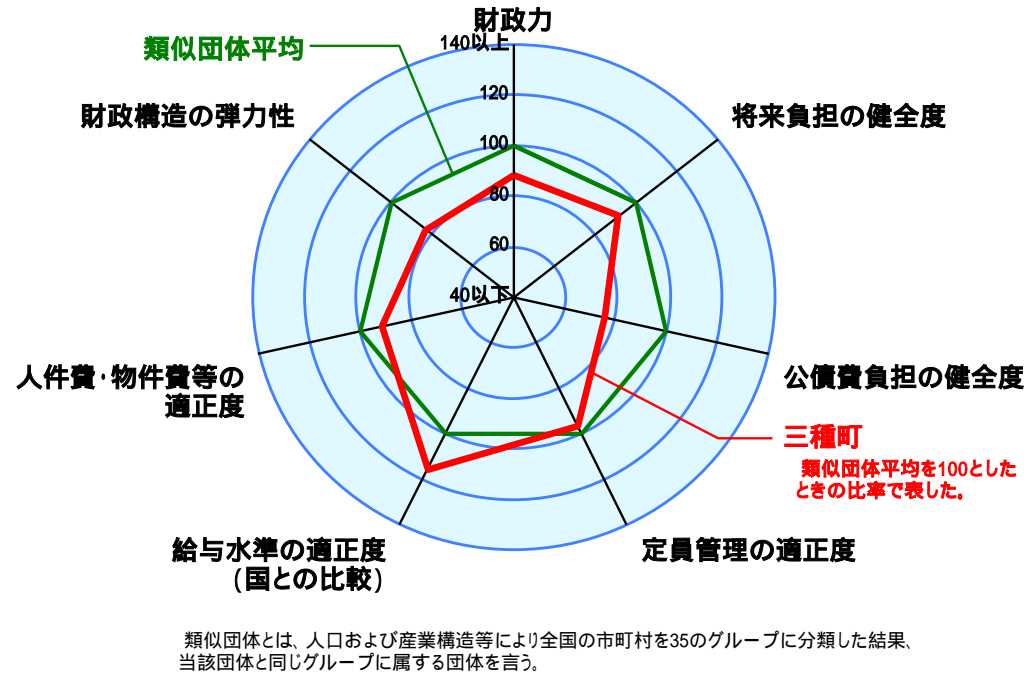 財政力
140以上
類似団体平均
120
財政構造の弾力性
将来負担の健全度
100
80
60
40以下
人件費・物件費等の
適正度
公債費負担の健全度
三種町
類似団体平均を100とした
ときの比率で表した。
給与水準の適正度
(国との比較)
定員管理の適正度
類似団体とは、人口および産業構造等により全国の市町村を35のグループに分類した結果、
当該団体と同じグループに属する団体を言う。